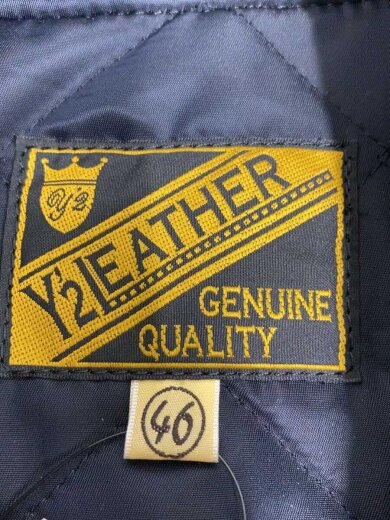 y'2
Y'2 LEATHER
GENUINE
QUALITY
46